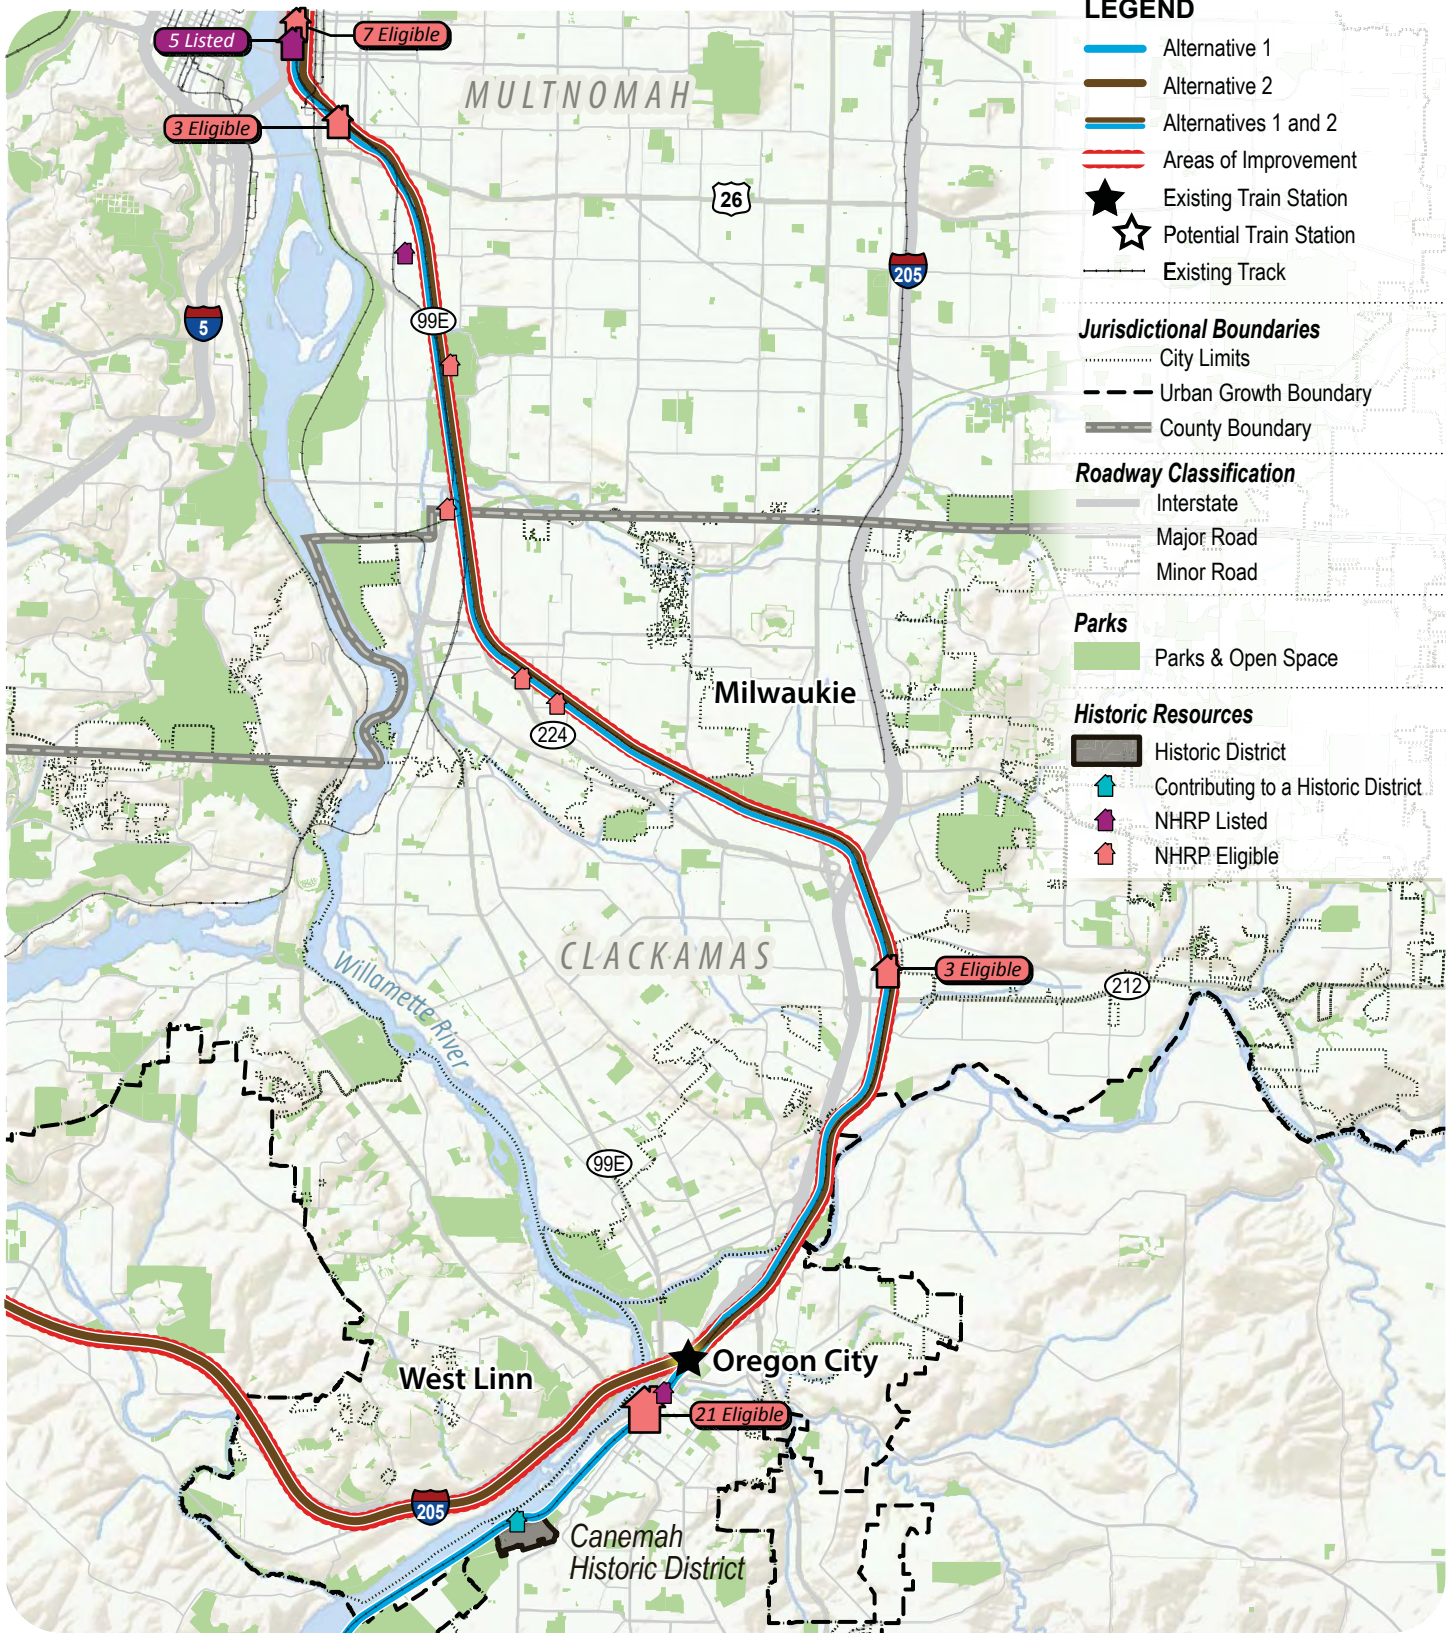 LEGEND
Alternative 1
Alternative 2
Alternatives 1 and 2
Areas of Improvement
Existing Train Station
Potential Train Station
Existing Track
Jurisdictional Boundaries
City Limits
Urban Growth Boundary
County Boundary
Roadway Classification
Interstate
Major Road
Minor Road
Parks
Parks & Open Space
Historic Resources
Historic District
Contributing to a Historic District
NHRP Listed
NHRP Eligible
5 Listed
7 Eligible
MULTNOMAH
3 Eligible
26
205
5
99E
Milwaukie
224
CLACKAMAS
3 Eligible
212
Willamette River
99E
West Linn
Oregon City
21 Eligible
205
Canemah
Historic District